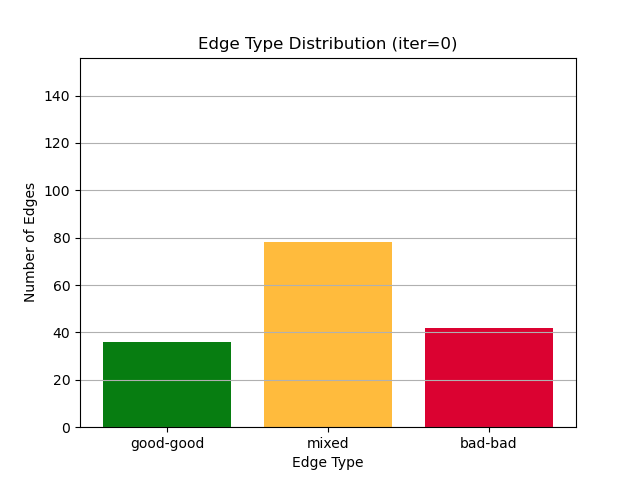 Edge Type Distribution (iter=0)
140
120
100
80
60
40
20
0
Number of Edges
good-good
mixed
bad-bad
Edge Type